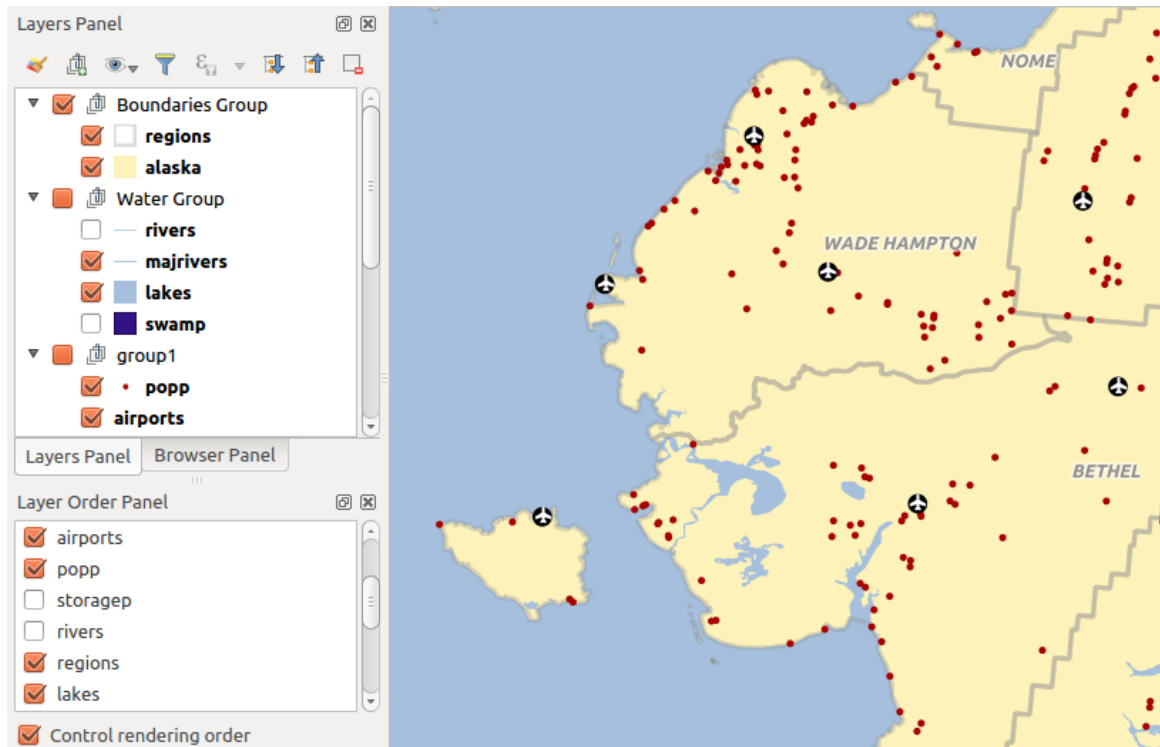 Layers Panel
Boundaries Group
regions
alaska
Water Group
rivers
majrivers
lakes
swamp
group1
popp
airports
Layers Panel
Browser Panel
Layer Order Panel
airports
popp
storagep
rivers
regions
lakes
Control rendering order
NOME
WADE HAMPTON
BETHEL